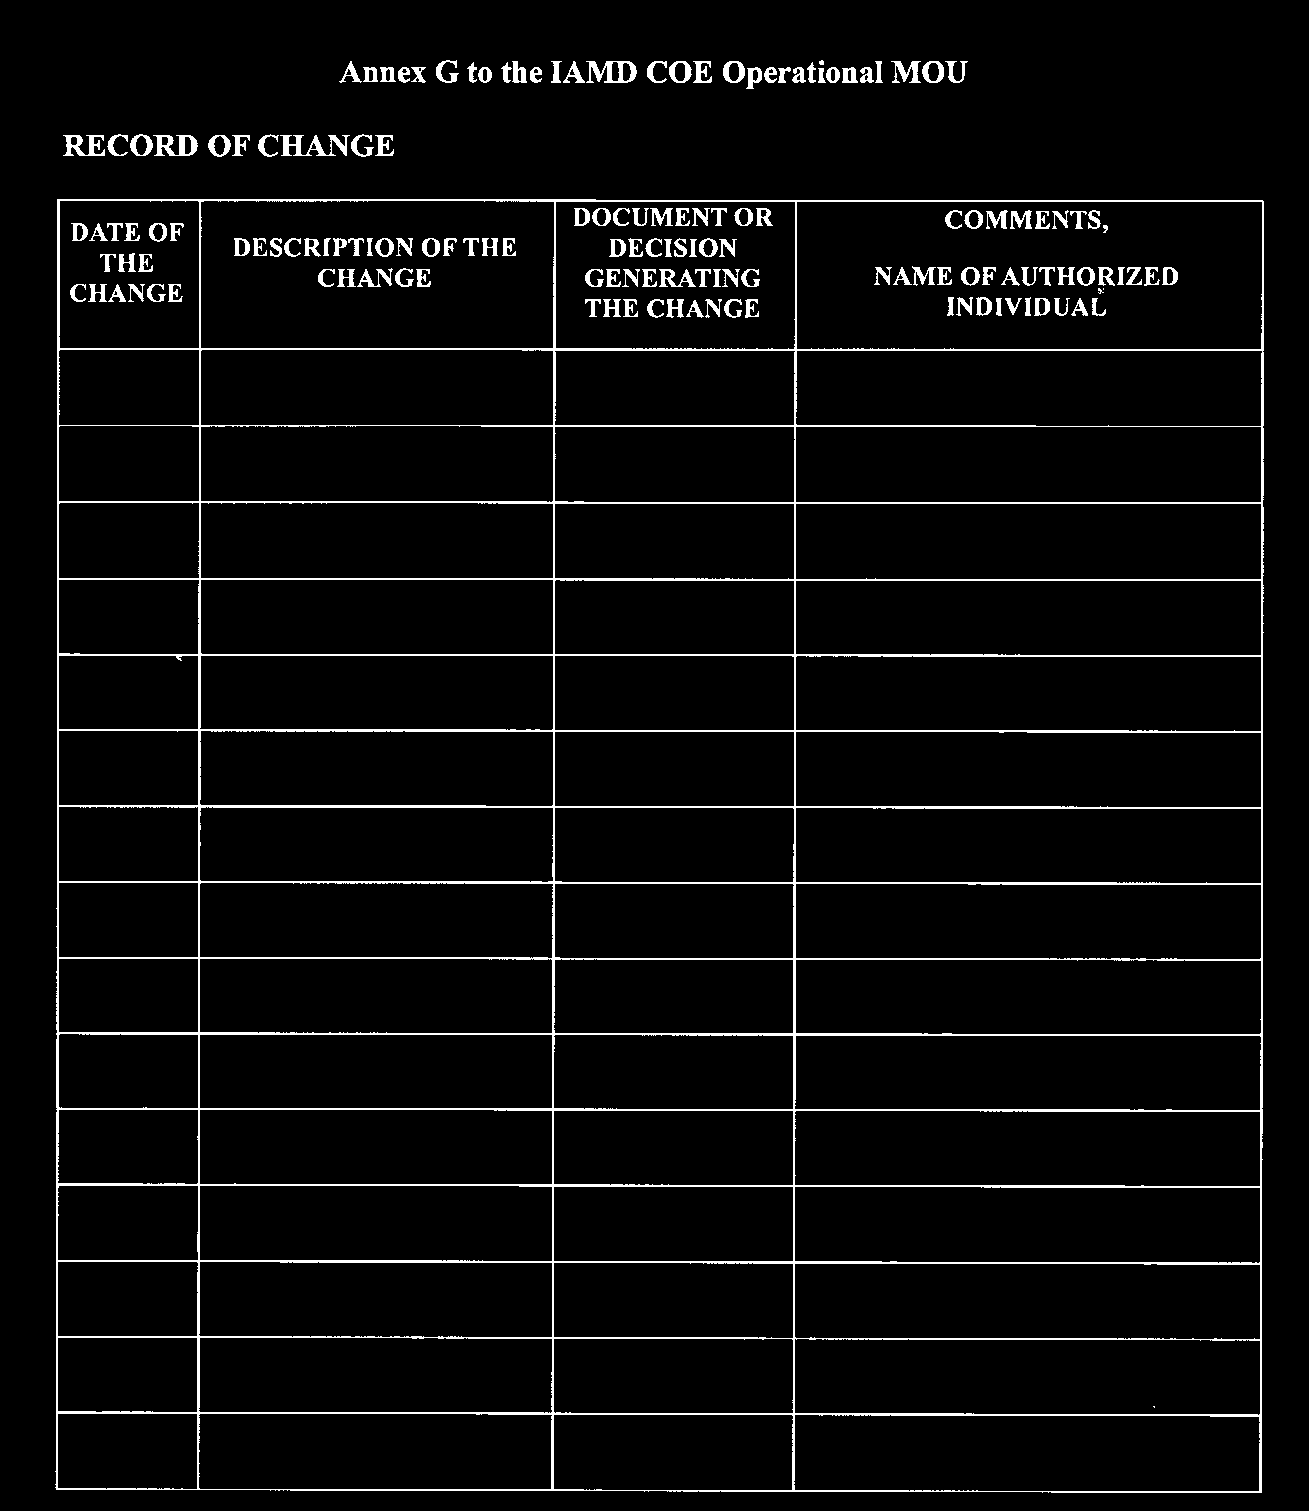 Annex G to the IAMD COE Operational MOU
RECORD OF CHANGE
DATE OF
THE
CHANGE
DESCRIPTION OF THE
CHANGE
DOCUMENT OR
DECISION
GENERATING
THE CHANGE
COMMENTS,
NAME OF AUTHORIZED
INDIVIDUAL